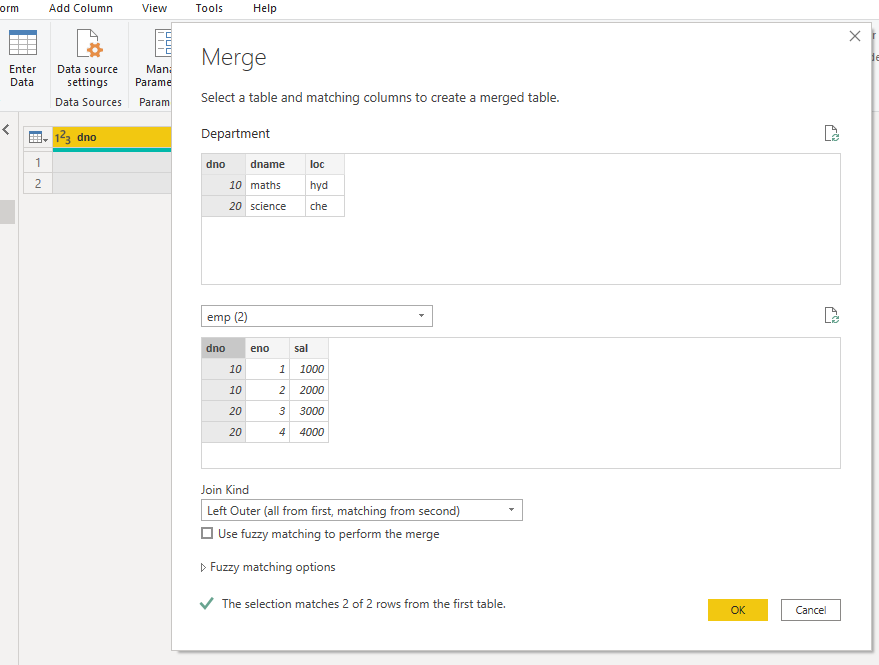 orm Add Column View Tools Help
Enter Data
Data source settings
Mana
Parame
Data Sources
Param
123 dno
1
2
Merge
Select a table and matching columns to create a merged table.
Department
dno dname loc
10 maths hyd
20 science che
emp (2)
dno eno sal
10 1 1000
10 2 2000
20 3 3000
20 4 4000
Join Kind
Left Outer (all from first, matching from second)
Use fuzzy matching to perform the merge
Fuzzy matching options
The selection matches 2 of 2 rows from the first table.
OK Cancel